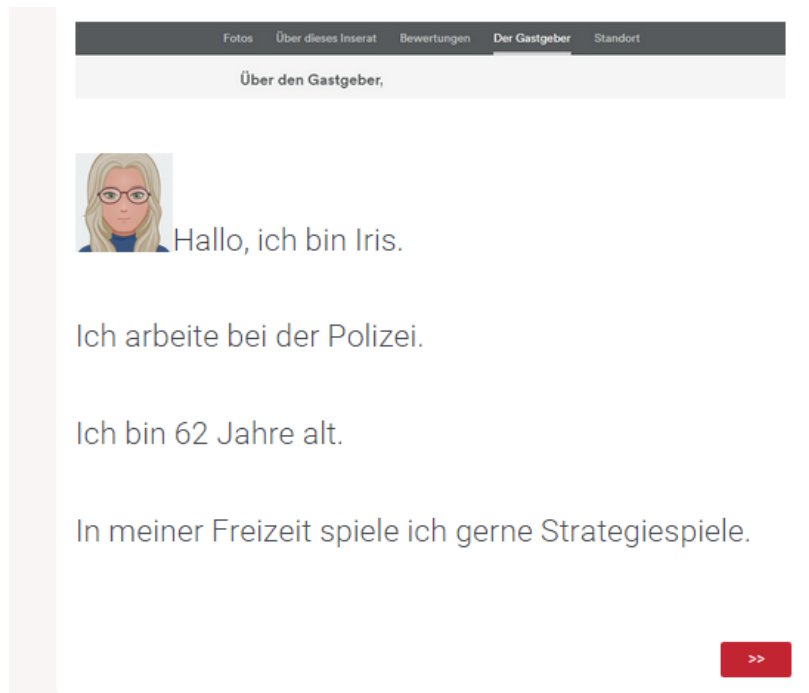 Fotos Über dieses Inserat Bewertungen Der Gastgeber Standort
Über den Gastgeber,
Hallo, ich bin Iris.
Ich arbeite bei der Polizei.
Ich bin 62 Jahre alt.
In meiner Freizeit spiele ich gerne Strategiespiele.
>>